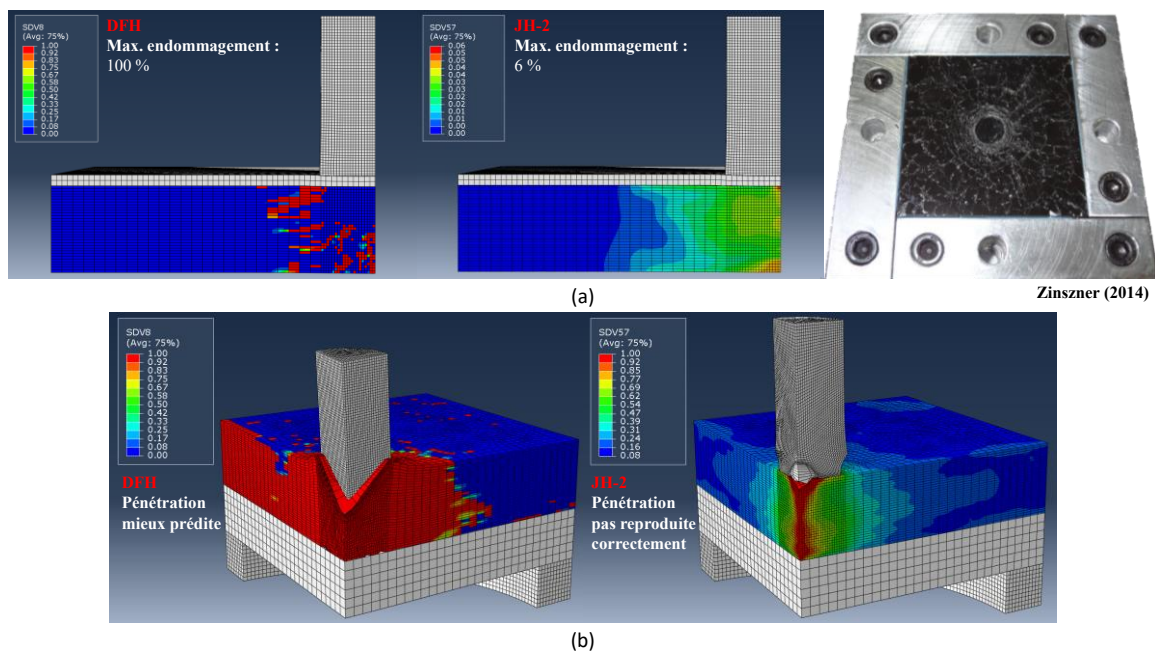 SDV8
(Avg: 75%)
1.00
0.92
0.83
0.75
0.67
0.58
0.50
0.42
0.33
0.25
0.17
0.08
0.00
DFH
Max. endommagement :
100 %
SDV57
(Avg: 75%)
0.06
0.05
0.05
0.04
0.04
0.03
0.03
0.02
0.02
0.01
0.01
0.00
0.00
JH-2
Max. endommagement :
6 %
(a)
Zinszner (2014)
SDV8
(Avg: 75%)
1.00
0.92
0.83
0.75
0.67
0.58
0.50
0.42
0.33
0.25
0.17
0.08
0.00
DFH
Pénétration
mieux prédite
SDV57
(Avg: 75%)
1.00
0.92
0.85
0.77
0.69
0.62
0.54
0.47
0.39
0.31
0.24
0.16
0.08
JH-2
Pénétration
pas reproduite
correctement
(b)